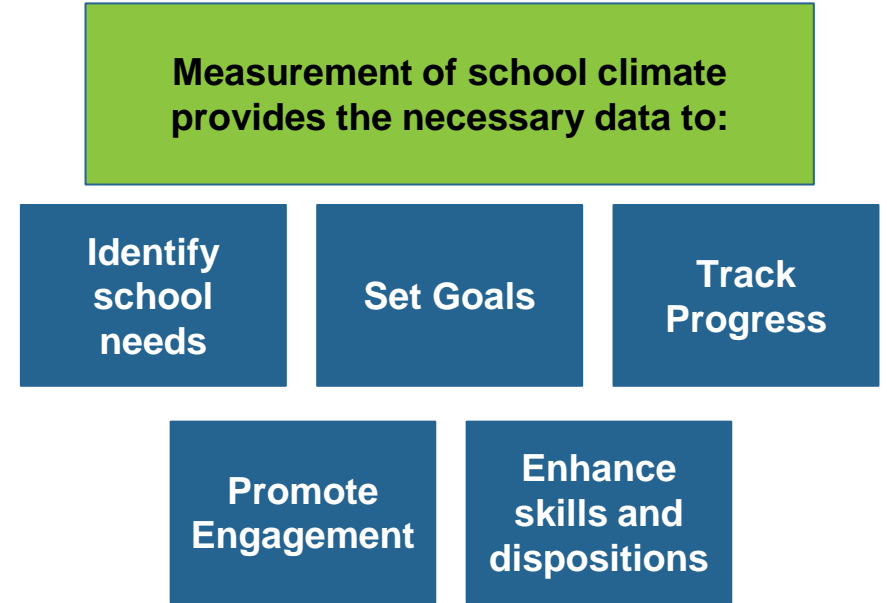 Measurement of school climate
provides the necessary data to:
Identify
school
needs
Set Goals
Track
Progress
Promote
Engagement
Enhance
skills and
dispositions